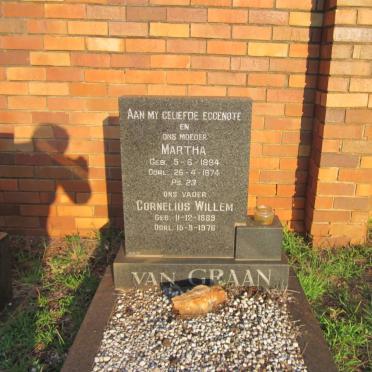 AAN MY GELIEFDE EGGENOTE
EN
ONS MOEDER
MARTHA
GEB. 5-6-1894
OORL. 26-4-1974
PS. 23
ONS VADER
CORNELIUS WILLEM
GEB. 11-12-1889
OORL. 10-9-1976
VAN GRAAN